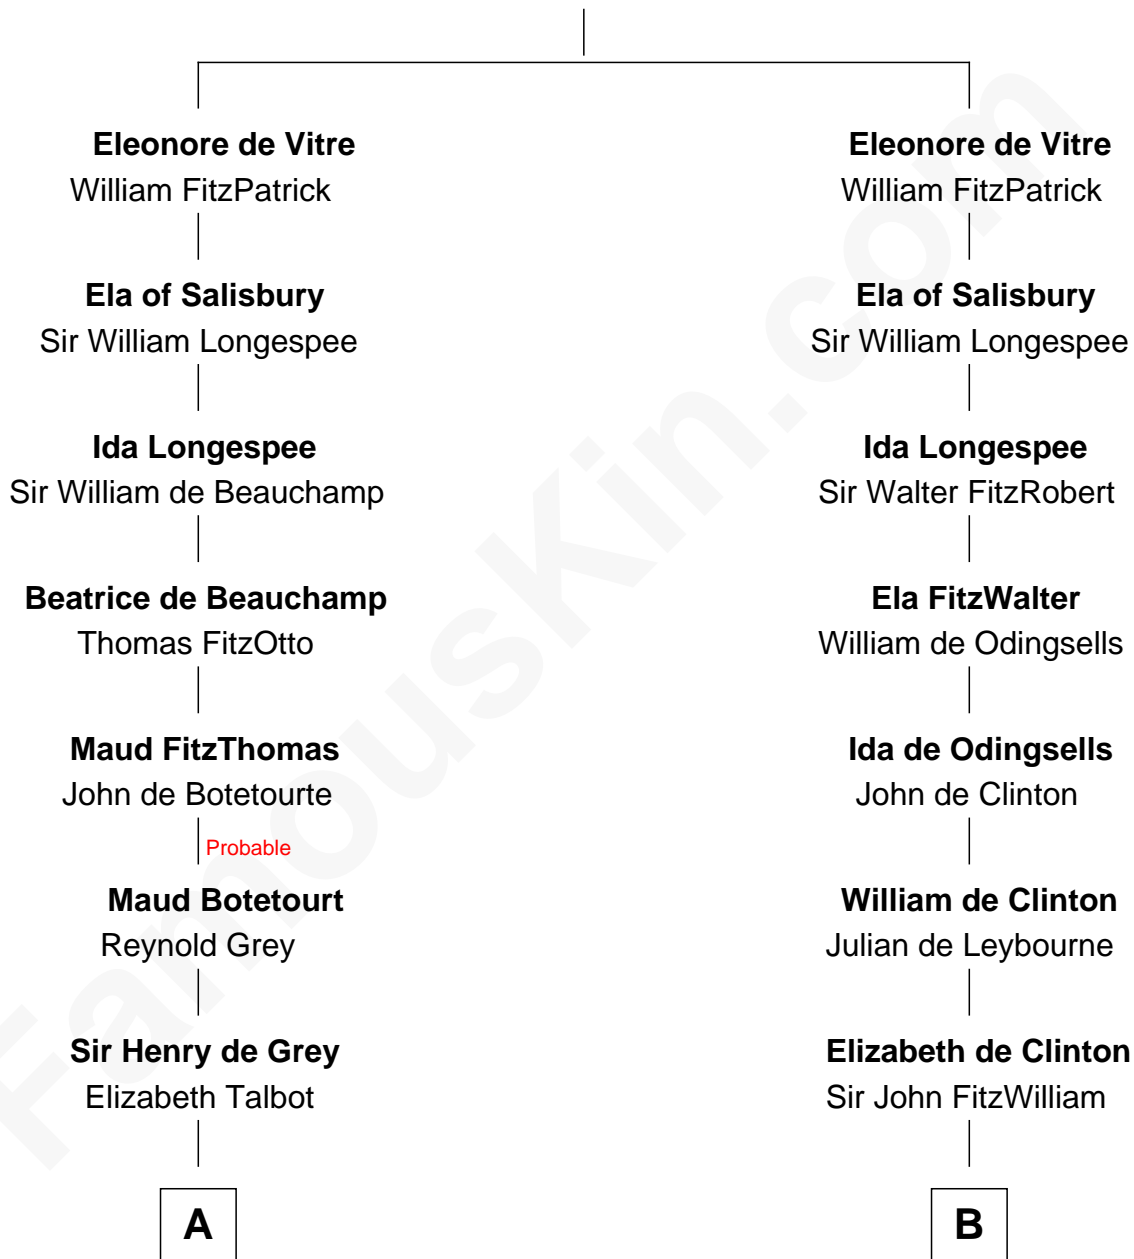 Eleonore de Vitre
William FitzPatrick
Ela of Salisbury
Sir William Longespee
Ida Longespee
Sir William de Beauchamp
Beatrice de Beauchamp
Thomas FitzOtto
Maud FitzThomas
John de Botetourte
Probable
Maud Botetourt
Reynold Grey
Sir Henry de Grey
Elizabeth Talbot
A
Eleonore de Vitre
William FitzPatrick
Ela of Salisbury
Sir William Longespee
Ida Longespee
Sir Walter FitzRobert
Ela FitzWalter
William de Odingsells
Ida de Odingsells
John de Clinton
William de Clinton
Julian de Leybourne
Elizabeth de Clinton
Sir John FitzWilliam
B
FamousKin.com